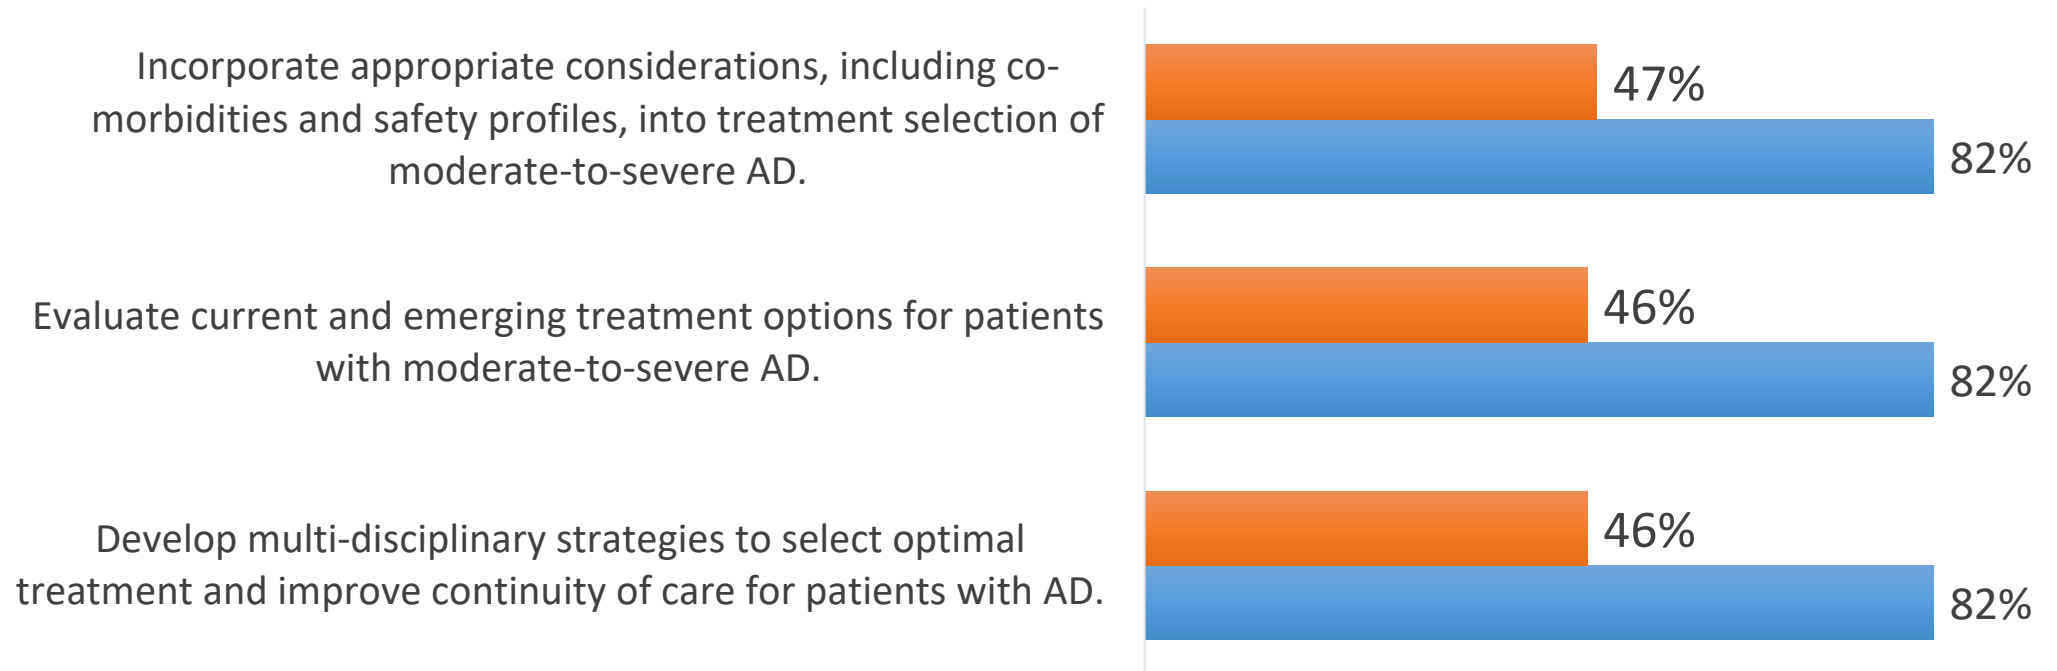 Incorporate appropriate considerations, including co-
morbidities and safety profiles, into treatment selection of
moderate-to-severe AD.
47%
82%
Evaluate current and emerging treatment options for patients
with moderate-to-severe AD.
46%
82%
Develop multi-disciplinary strategies to select optimal
treatment and improve continuity of care for patients with AD.
46%
82%